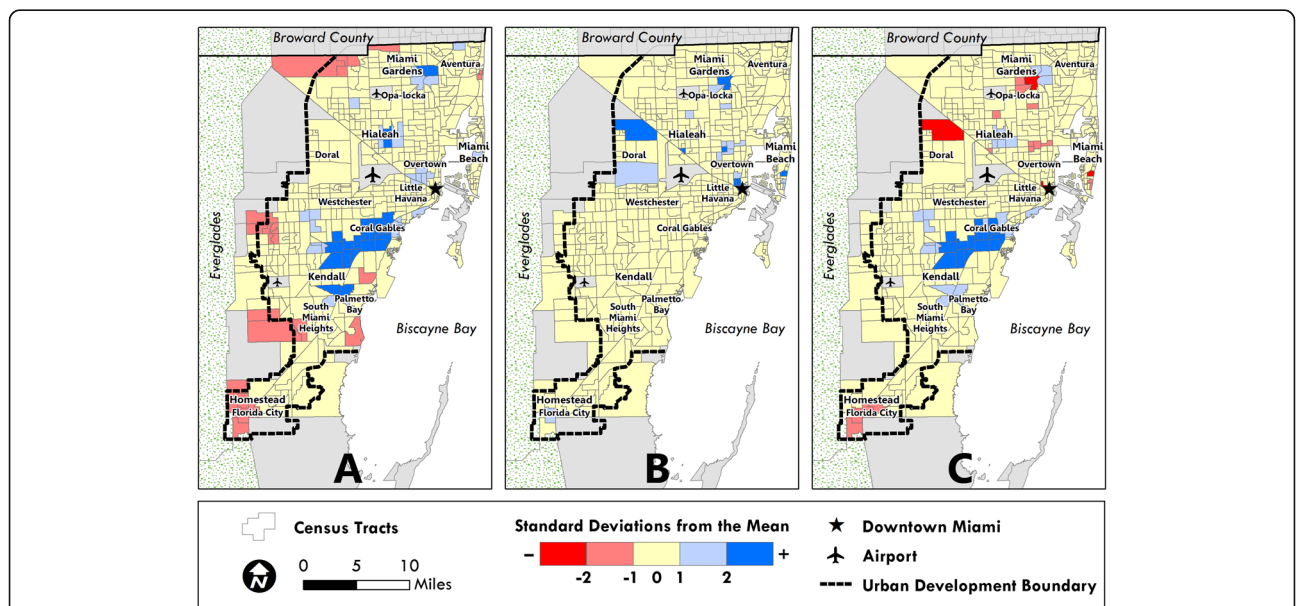 Broward County
Miami
Gardens
Aventura
Opa-locka
Hialeah
Doral
Miami
Beach
Overtown
Little
Havana
Westchester
Everglades
Coral Gables
Kendall
Palmetto
Bay
South
Miami
Heights
Biscayne Bay
Homestead
Florida City
A
Broward County
Miami
Gardens
Aventura
Opa-locka
Hialeah
Doral
Miami
Beach
Overtown
Little
Havana
Westchester
Everglades
Coral Gables
Kendall
Palmetto
Bay
South
Miami
Heights
Biscayne Bay
Homestead
Florida City
B
Broward County
Miami
Gardens
Aventura
Opa-locka
Hialeah
Doral
Miami
Beach
Overtown
Little
Havana
Westchester
Everglades
Coral Gables
Kendall
Palmetto
Bay
South
Miami
Heights
Biscayne Bay
Homestead
Florida City
C
Census Tracts
N
0 5 10
Miles
Standard Deviations from the Mean
– +
-2 -1 0 1 2
Downtown Miami
Airport
Urban Development Boundary